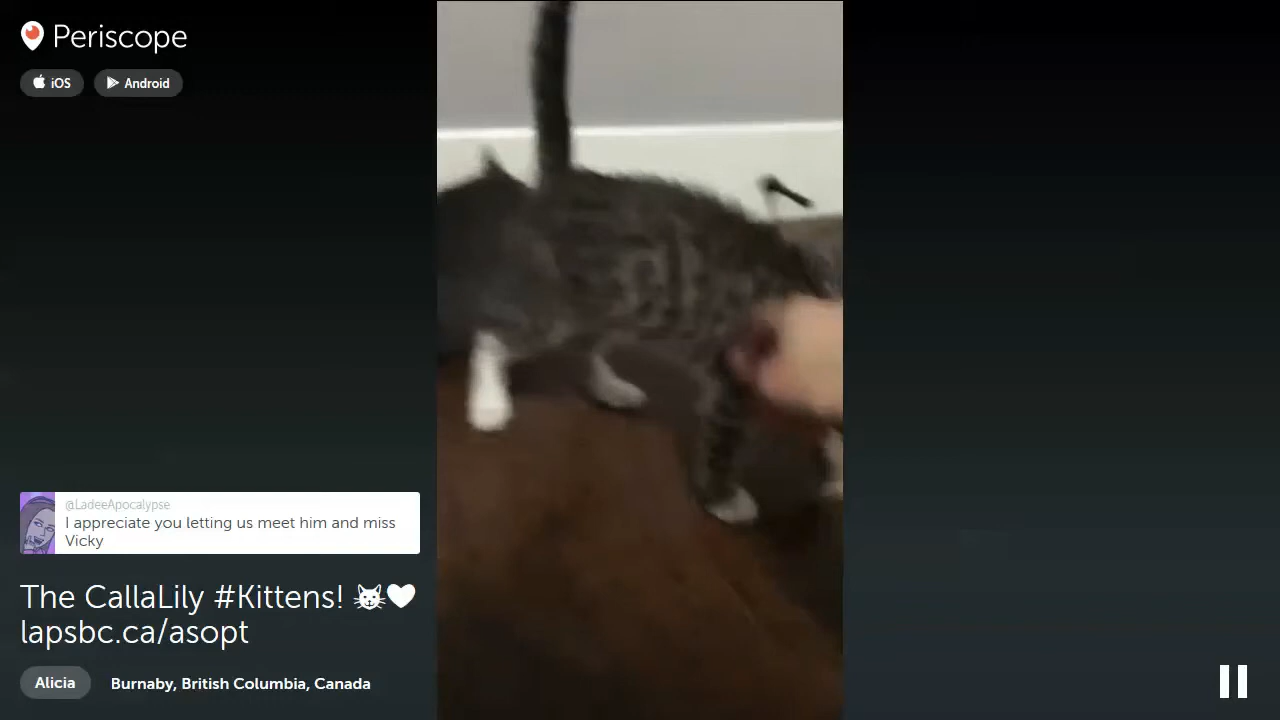 Periscope
iOS
Android
@LadeeApocalypse
I appreciate you letting us meet him and miss
Vicky
The CallaLily #Kittens! 🐱🤍
lapsbc.ca/asopt
Alicia
Burnaby, British Columbia, Canada